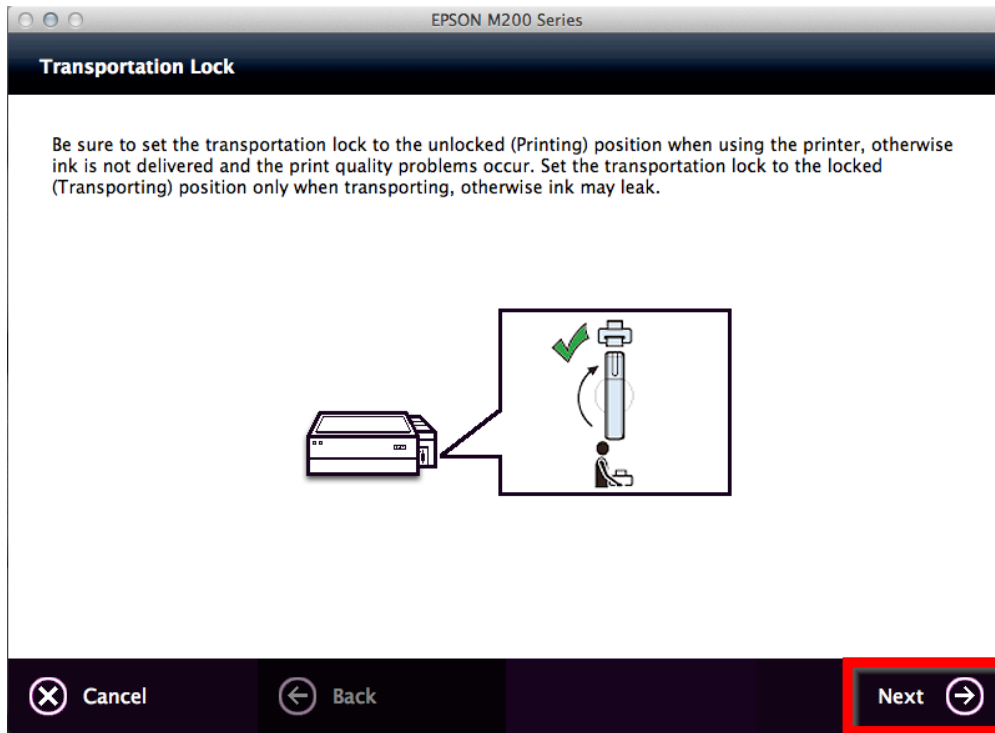 EPSON M200 Series
Transportation Lock
Be sure to set the transportation lock to the unlocked (Printing) position when using the printer, otherwise
ink is not delivered and the print quality problems occur. Set the transportation lock to the locked
(Transporting) position only when transporting, otherwise ink may leak.
Cancel
Back
Next